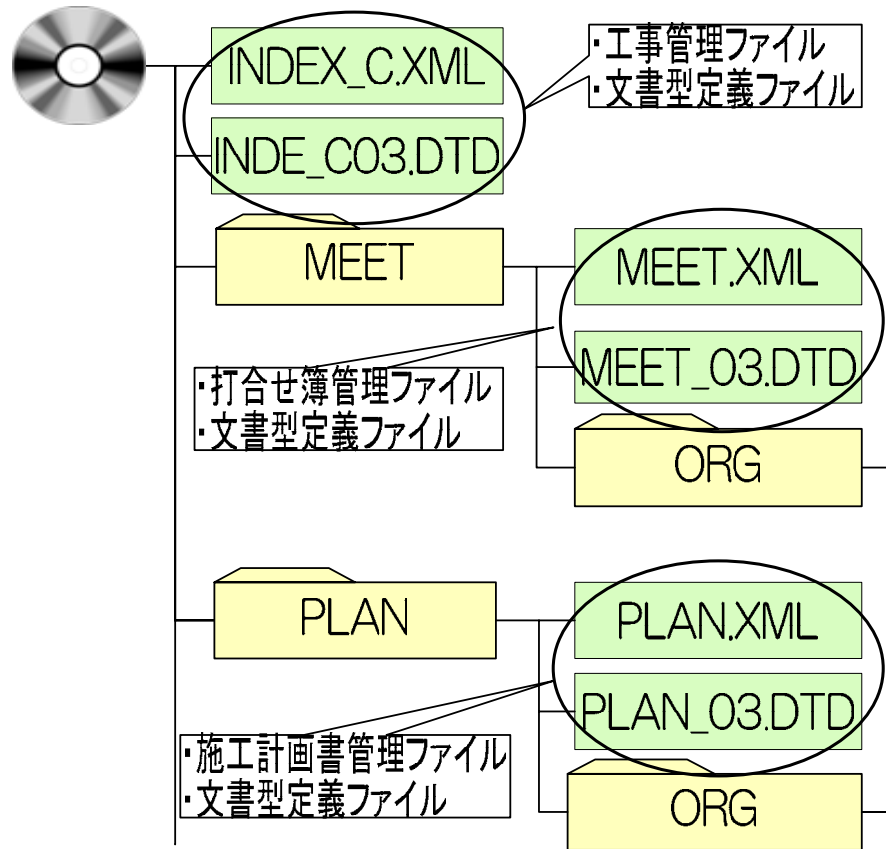 INDEX_C.XML
・工事管理ファイル
・文書型定義ファイル
INDE_C03.DTD
MEET
MEET.XML
MEET_03.DTD
・打合せ簿管理ファイル
・文書型定義ファイル
ORG
PLAN
PLAN.XML
PLAN_03.DTD
・施工計画書管理ファイル
・文書型定義ファイル
ORG